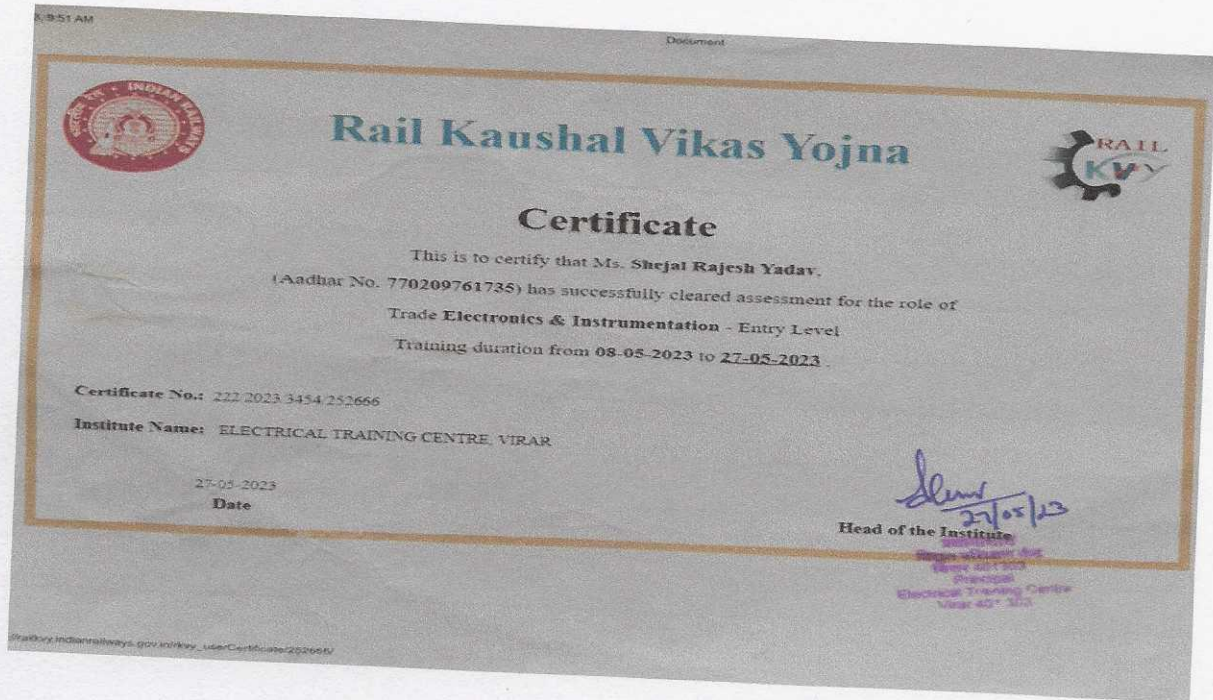 9:51 AM
Document
INDIAN RAILWAYS
Rail Kaushal Vikas Yojna
RAIL
KVY
Certificate
This is to certify that Ms. Shejal Rajesh Yadav,
(Aadhar No. 770209761735) has successfully cleared assessment for the role of
Trade Electronics & Instrumentation - Entry Level
Training duration from 08-05-2023 to 27-05-2023 .
Certificate No.: 222/2023/3454/252666
Institute Name: ELECTRICAL TRAINING CENTRE, VIRAR
27-05-2023
Date
27/05/23
Head of the Institute
Principal
Electrical Training Centre
Virar 401 303
railkvy.indianrailways.gov.in/rkvy_userCertificate/252666/